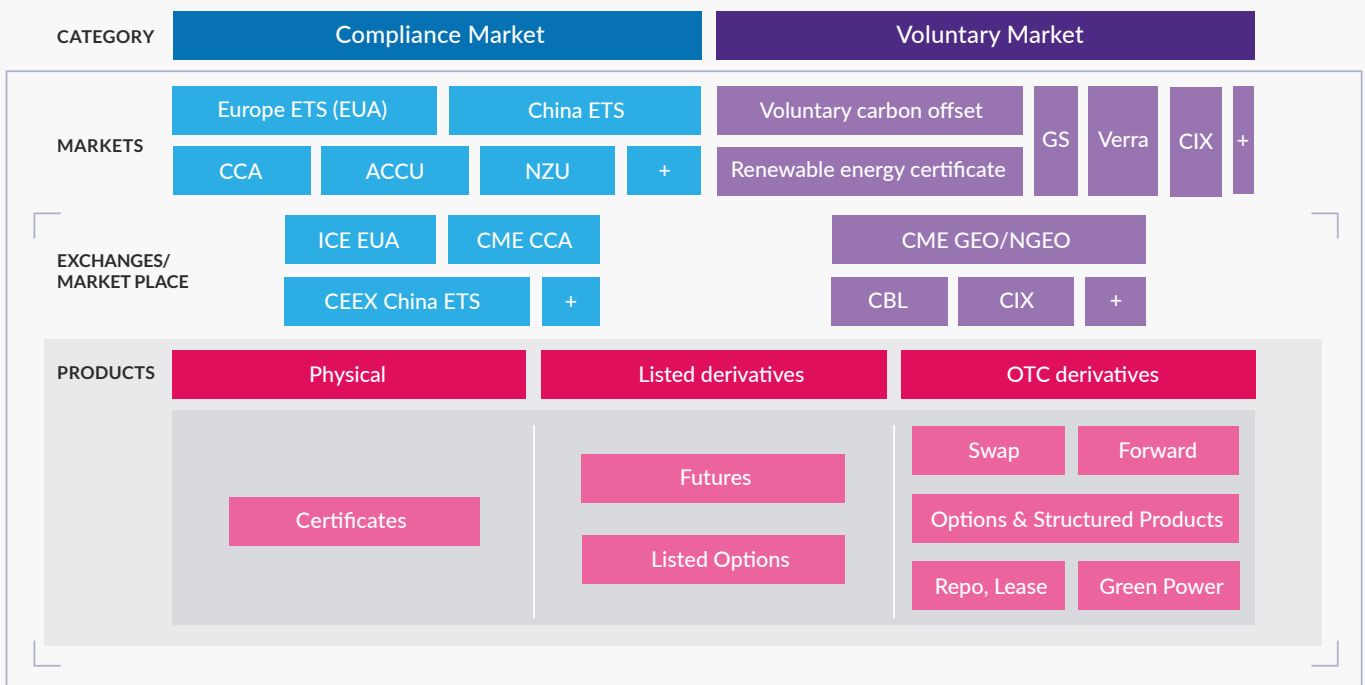 CATEGORY
Compliance Market
Voluntary Market
MARKETS
Europe ETS (EUA)
China ETS
CCA
ACCU
NZU
+
Voluntary carbon offset
Renewable energy certificate
GS
Verra
CIX
+
EXCHANGES/
MARKET PLACE
ICE EUA
CME CCA
CEEX China ETS
+
CME GEO/NGEO
CBL
CIX
+
PRODUCTS
Physical
Listed derivatives
OTC derivatives
Certificates
Futures
Listed Options
Swap
Forward
Options & Structured Products
Repo, Lease
Green Power